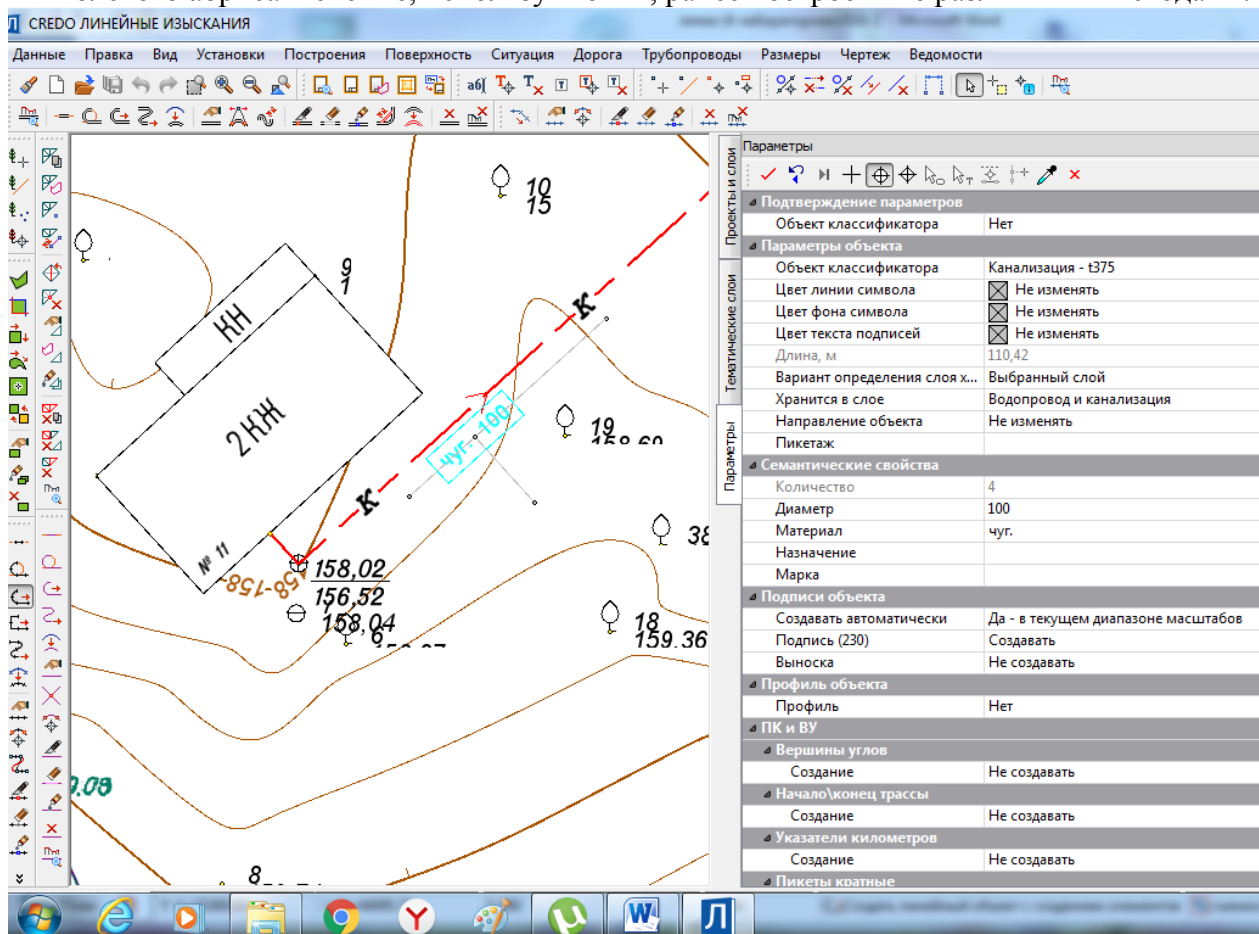 CREDO ЛИНЕЙНЫЕ ИЗЫСКАНИЯ
Данные Правка Вид Установки Построения Поверхность Ситуация Дорога Трубопроводы Размеры Чертеж Ведомости
Проекты и слои
Тематические слои
Параметры
10
15
9
1
КН
2КЖ
№ 11
К
К
чуг. 100
19
158,02
156,52
158,04
6
38
18
159.36
8
Параметры
Подтверждение параметров
Объект классификатора Нет
Параметры объекта
Объект классификатора Канализация - t375
Цвет линии символа Не изменять
Цвет фона символа Не изменять
Цвет текста подписей Не изменять
Длина, м 110,42
Вариант определения слоя х... Выбранный слой
Хранится в слое Водопровод и канализация
Направление объекта Не изменять
Пикетаж
Семантические свойства
Количество 4
Диаметр 100
Материал чуг.
Назначение
Марка
Подписи объекта
Создавать автоматически Да - в текущем диапазоне масштабов
Подпись (230) Создавать
Выноска Не создавать
Профиль объекта
Профиль Нет
ПК и ВУ
Вершины углов
Создание Не создавать
Начало\конец трассы
Создание Не создавать
Указатели километров
Создание Не создавать
Пикеты кратные